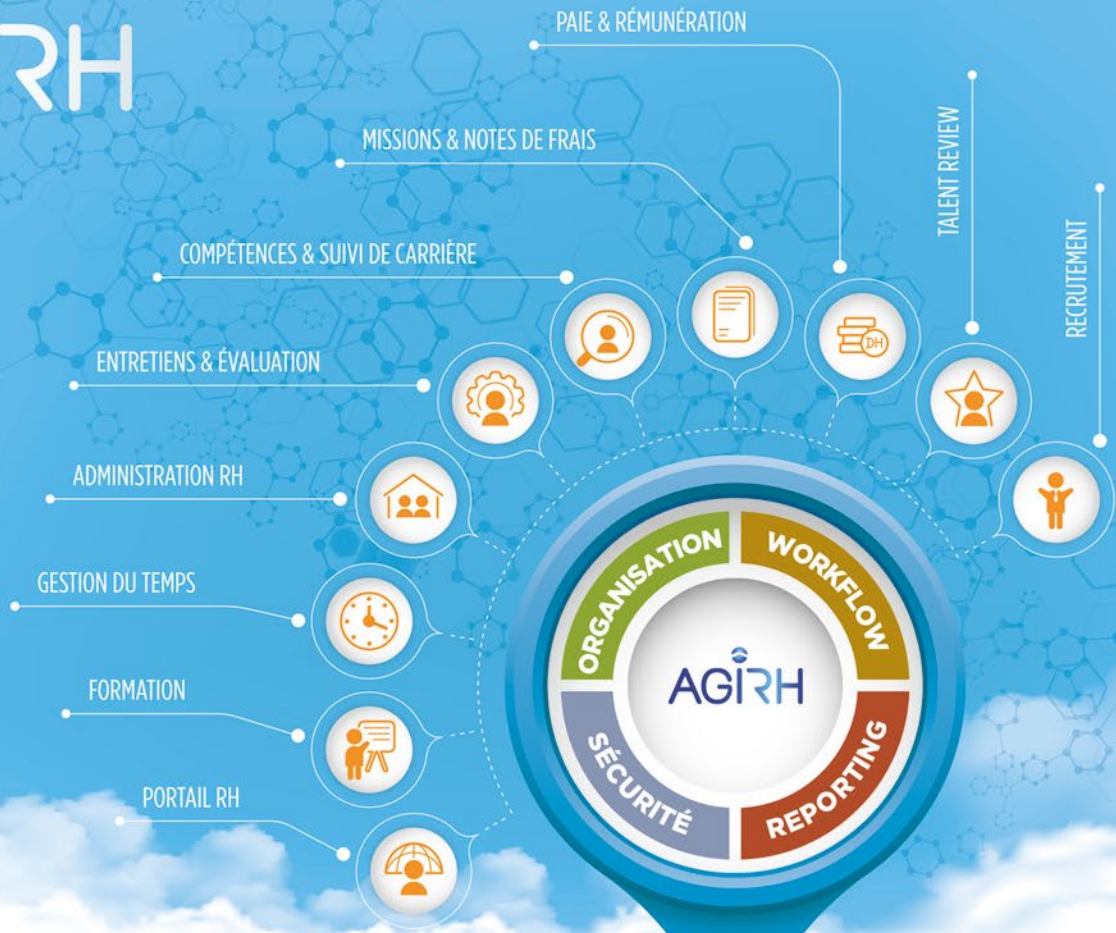 RH
PAIE & RÉMUNÉRATION
MISSIONS & NOTES DE FRAIS
TALENT REVIEW
COMPÉTENCES & SUIVI DE CARRIÈRE
RECRUTEMENT
ENTRETIENS & ÉVALUATION
DH
ADMINISTRATION RH
GESTION DU TEMPS
FORMATION
PORTAIL RH
ORGANISATION
WORKFLOW
AGIRH
SÉCURITÉ
REPORTING